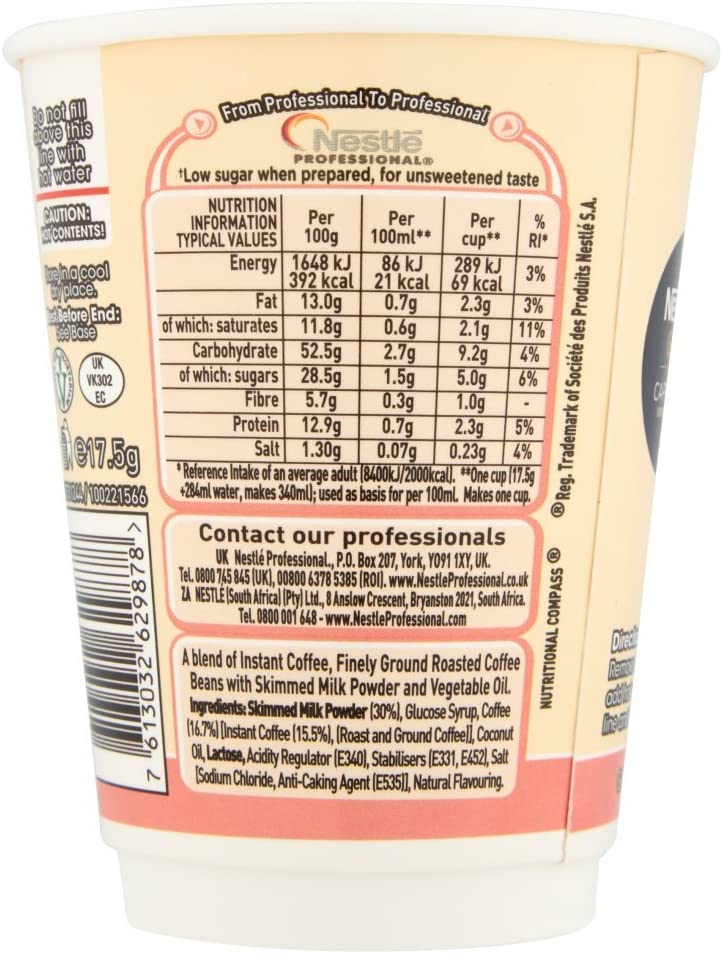 Do not fill
above this
line with
hot water
CAUTION:
HOT CONTENTS!
Store in a cool
dry place.
Best Before End:
See Base
UK
VK302
EC
e17.5g
/100221566
7 613032 629878 >
From Professional To Professional
Nestlé
PROFESSIONAL®
†Low sugar when prepared, for unsweetened taste
NUTRITION INFORMATION TYPICAL VALUES Per 100g Per 100ml** Per cup** % RI*
Energy 1648 kJ 392 kcal 86 kJ 21 kcal 289 kJ 69 kcal 3%
Fat 13.0g 0.7g 2.3g 3%
of which: saturates 11.8g 0.6g 2.1g 11%
Carbohydrate 52.5g 2.7g 9.2g 4%
of which: sugars 28.5g 1.5g 5.0g 6%
Fibre 5.7g 0.3g 1.0g -
Protein 12.9g 0.7g 2.3g 5%
Salt 1.30g 0.07g 0.23g 4%
*Reference Intake of an average adult (8400kJ/2000kcal). **One cup (17.5g
+284ml water, makes 340ml); used as basis for per 100ml. Makes one cup.
Contact our professionals
UK Nestlé Professional., P.O. Box 207, York, YO91 1XY, UK.
Tel. 0800 745 845 (UK), 00800 6378 5385 (ROI). www.NestleProfessional.co.uk
ZA NESTLÉ (South Africa) (Pty) Ltd., 8 Anslow Crescent, Bryanston 2021, South Africa.
Tel. 0800 001 648 - www.NestleProfessional.com
A blend of Instant Coffee, Finely Ground Roasted Coffee
Beans with Skimmed Milk Powder and Vegetable Oil.
Ingredients: Skimmed Milk Powder (30%), Glucose Syrup, Coffee
(16.7%) [Instant Coffee (15.5%), (Roast and Ground Coffee)], Coconut
Oil, Lactose, Acidity Regulator (E340), Stabilisers (E331, E452), Salt
[Sodium Chloride, Anti-Caking Agent (E535)], Natural Flavouring.
NUTRITIONAL COMPASS ® ® Reg. Trademark of Société des Produits Nestlé S.A.